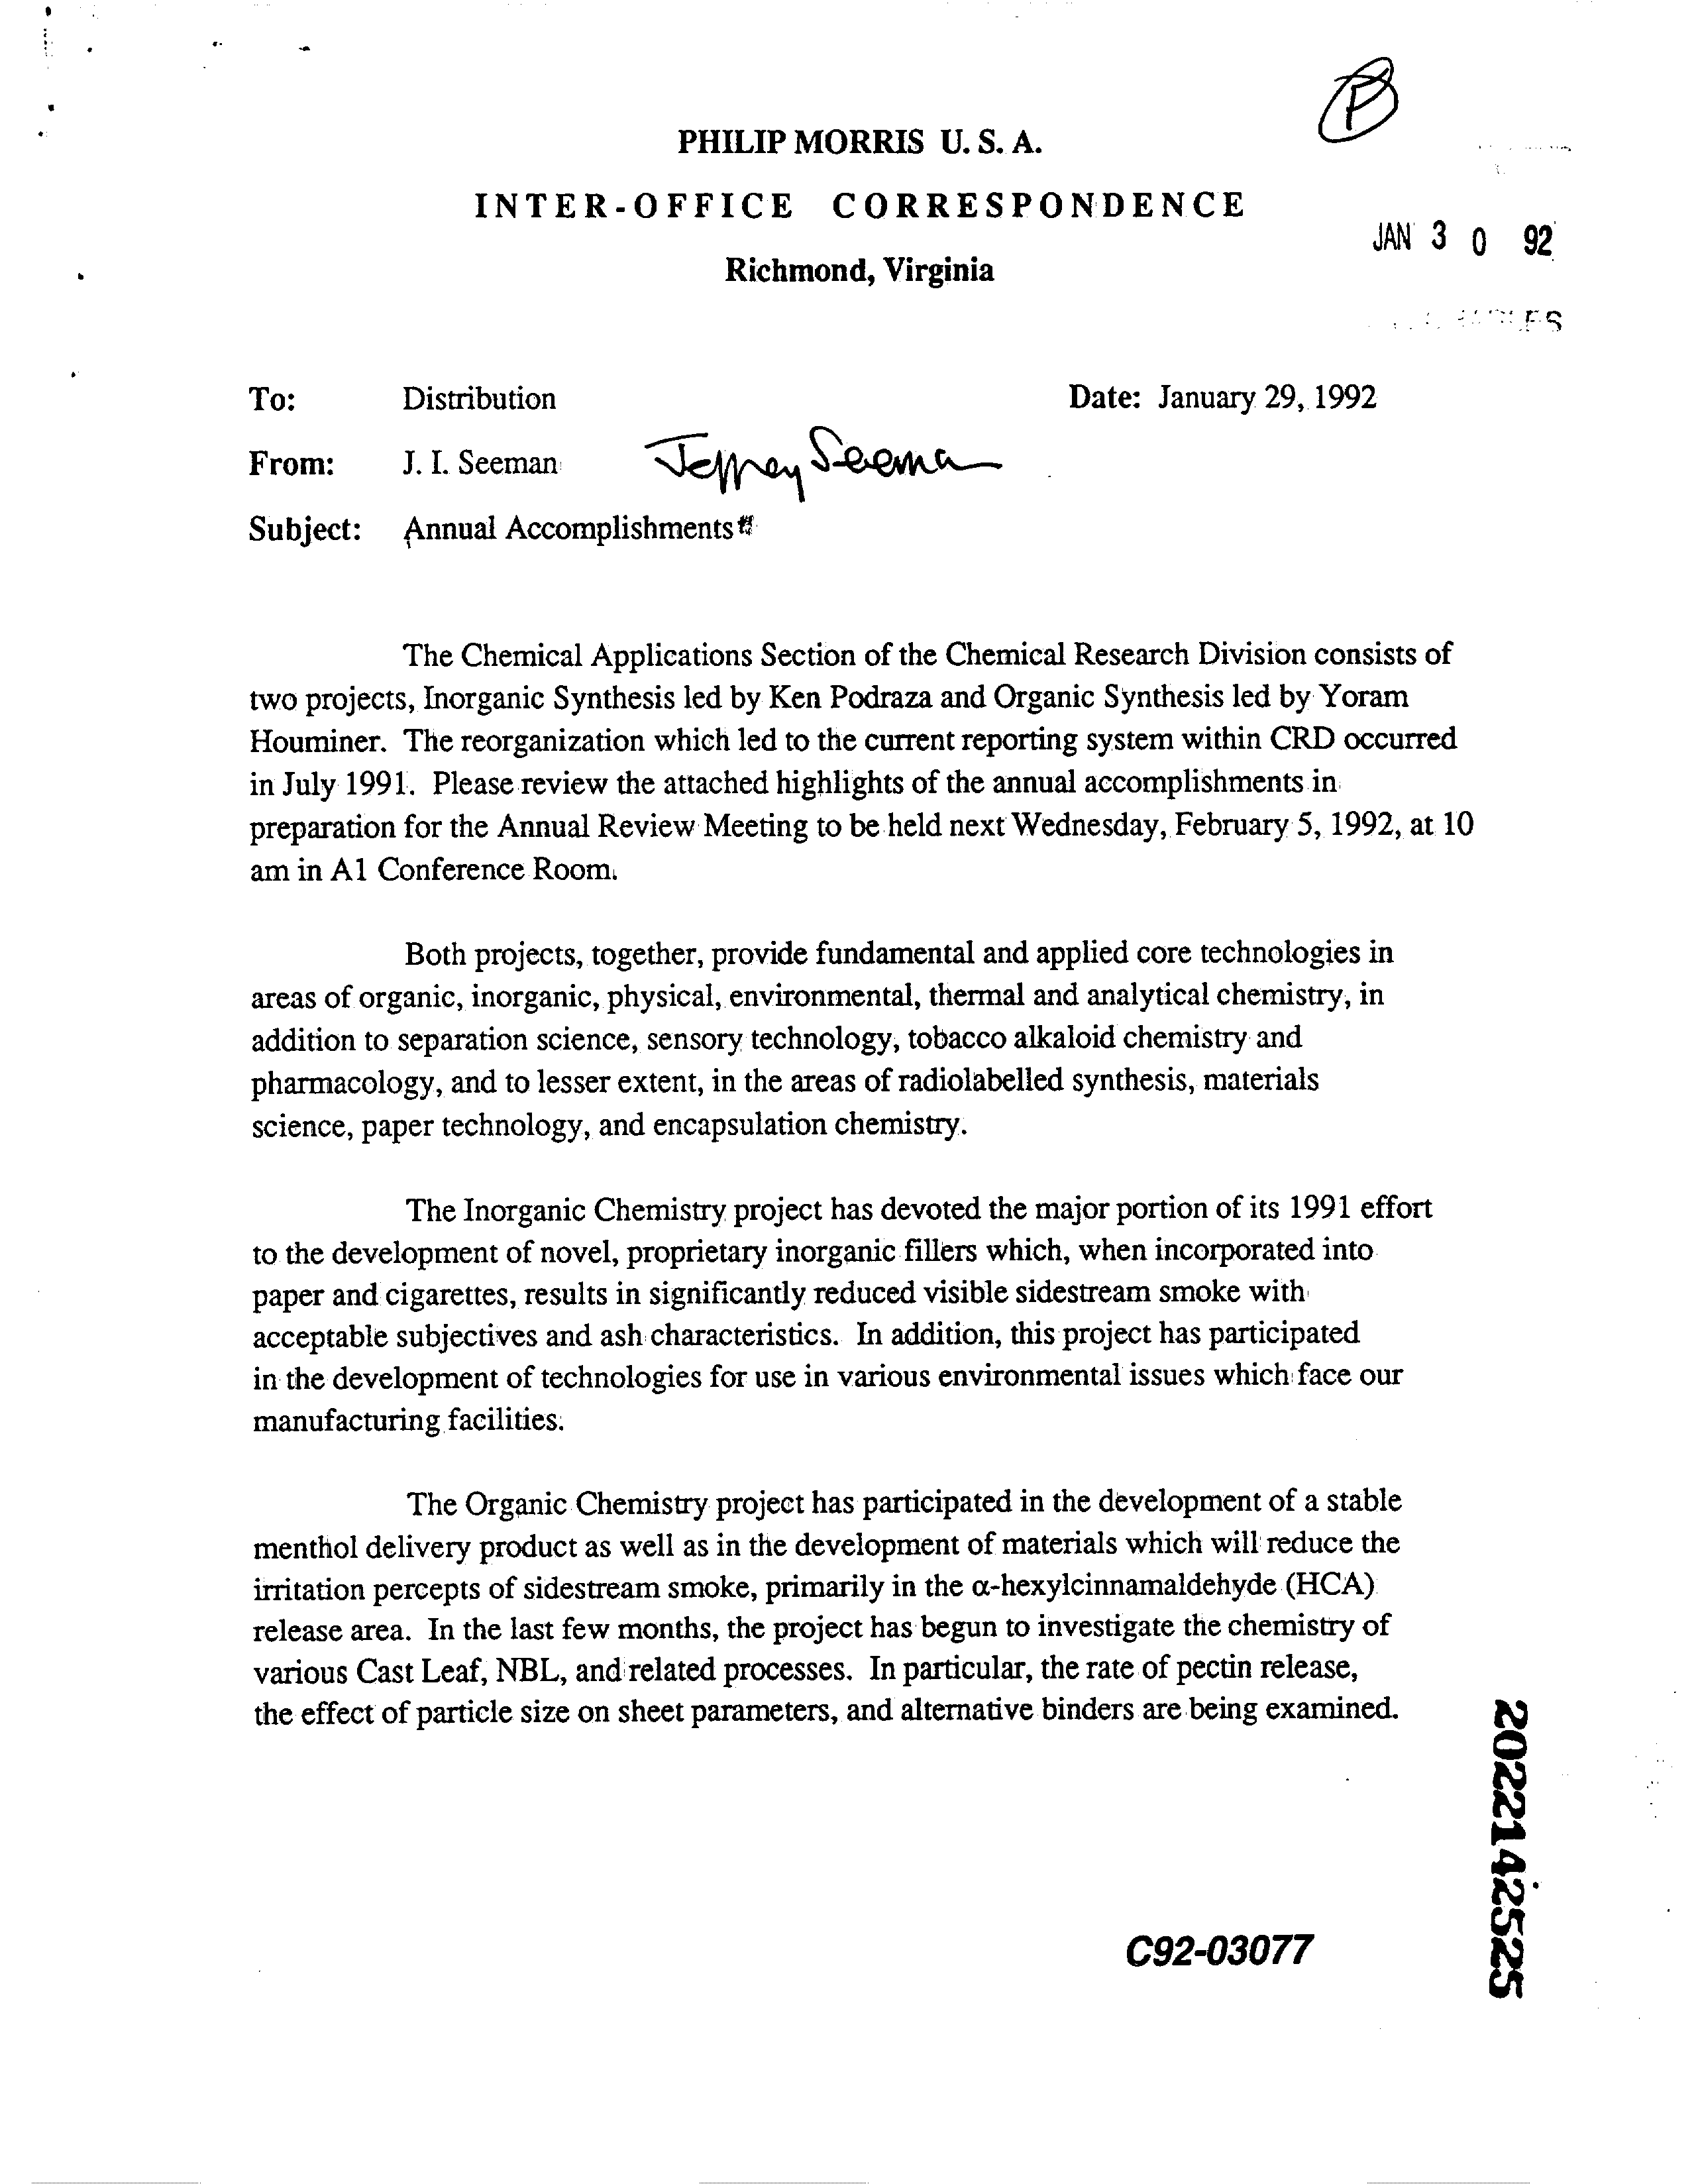 PHILIP MORRIS U. S. A.
INTER-OFFICE CORRESPONDENCE
JAN 3 0 92
Richmond, Virginia
To: Distribution Date: January 29, 1992
From: J. I. Seeman Jeffrey Seeman
Subject: Annual Accomplishments
The Chemical Applications Section of the Chemical Research Division consists of
two projects, Inorganic Synthesis led by Ken Podraza and Organic Synthesis led by Yoram
Houminer. The reorganization which led to the current reporting system within CRD occurred
in July 1991. Please review the attached highlights of the annual accomplishments in
preparation for the Annual Review Meeting to be held next Wednesday, February 5, 1992, at 10
am in A1 Conference Room.
Both projects, together, provide fundamental and applied core technologies in
areas of organic, inorganic, physical, environmental, thermal and analytical chemistry, in
addition to separation science, sensory technology, tobacco alkaloid chemistry and
pharmacology, and to lesser extent, in the areas of radiolabelled synthesis, materials
science, paper technology, and encapsulation chemistry.
The Inorganic Chemistry project has devoted the major portion of its 1991 effort
to the development of novel, proprietary inorganic fillers which, when incorporated into
paper and cigarettes, results in significantly reduced visible sidestream smoke with
acceptable subjectives and ash characteristics. In addition, this project has participated
in the development of technologies for use in various environmental issues which face our
manufacturing facilities.
The Organic Chemistry project has participated in the development of a stable
menthol delivery product as well as in the development of materials which will reduce the
irritation percepts of sidestream smoke, primarily in the α-hexylcinnamaldehyde (HCA)
release area. In the last few months, the project has begun to investigate the chemistry of
various Cast Leaf, NBL, and related processes. In particular, the rate of pectin release,
the effect of particle size on sheet parameters, and alternative binders are being examined.
2022142525
C92-03077